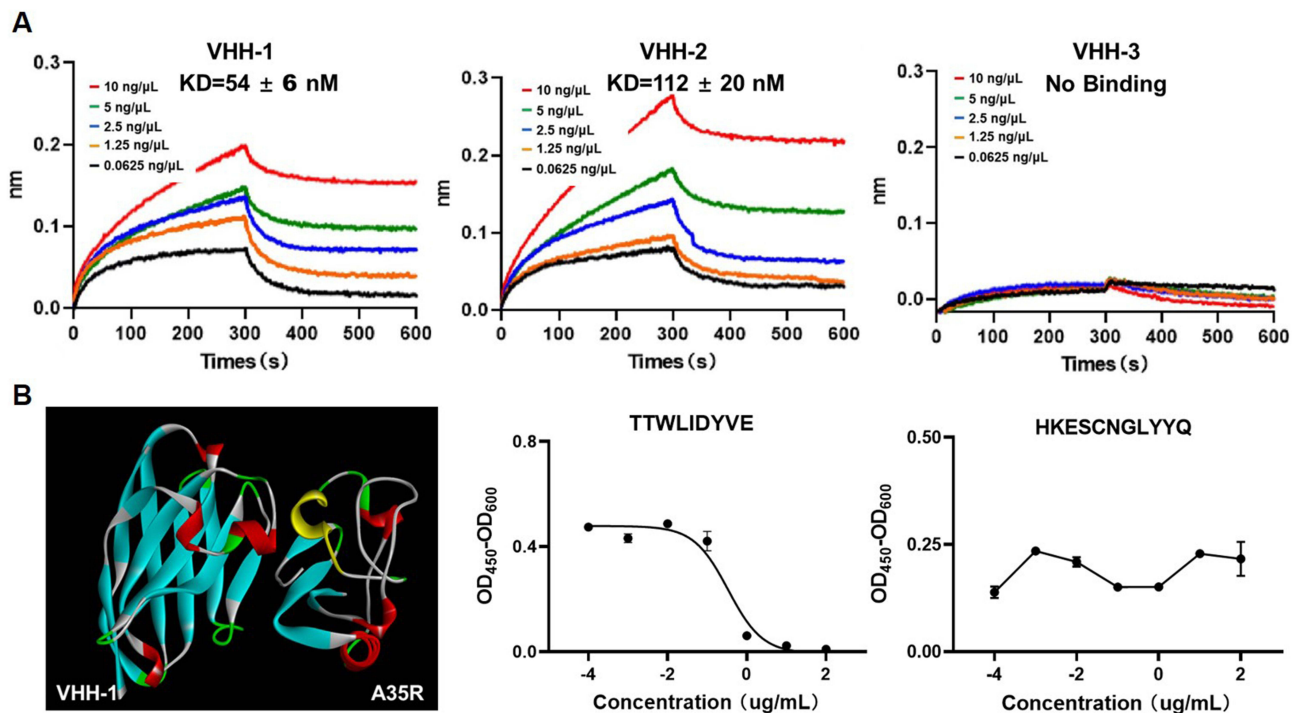 A
VHH-1
KD=54 ± 6 nM
10 ng/µL
5 ng/µL
2.5 ng/µL
1.25 ng/µL
0.0625 ng/µL
nm
0.3
0.2
0.1
0.0
0 100 200 300 400 500 600
Times(s)
VHH-2
KD=112 ± 20 nM
10 ng/µL
5 ng/µL
2.5 ng/µL
1.25 ng/µL
0.0625 ng/µL
nm
0.3
0.2
0.1
0.0
0 100 200 300 400 500 600
Times(s)
VHH-3
No Binding
10 ng/µL
5 ng/µL
2.5 ng/µL
1.25 ng/µL
0.0625 ng/µL
nm
0.3
0.2
0.1
0.0
0 100 200 300 400 500 600
Times(s)
B
VHH-1
A35R
TTWLIDYVE
OD450-OD600
0.8
0.4
0.0
-4 -2 0 2
Concentration(ug/mL)
HKESCNGLYYQ
OD450-OD600
0.50
0.25
0.00
-4 -2 0 2
Concentration(ug/mL)